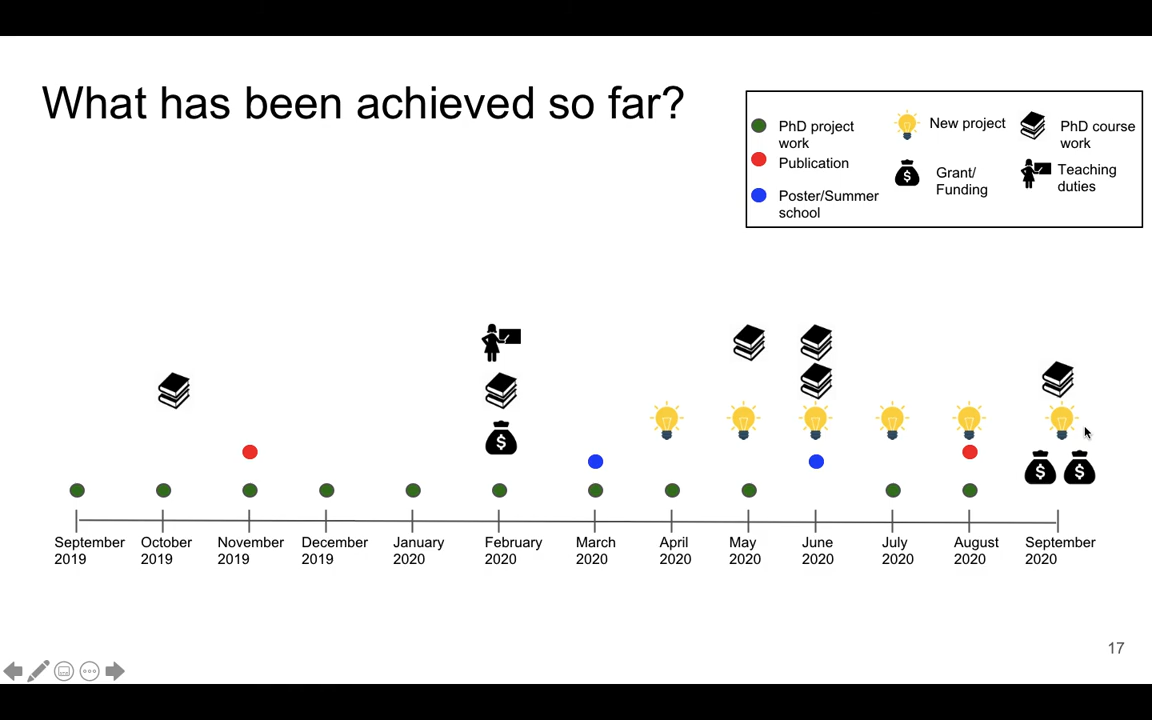 What has been achieved so far?
PhD project
work
Publication
Poster/Summer
school
New project
Grant/
Funding
PhD course
work
Teaching
duties
$
$
$ $
September
2019
October
2019
November
2019
December
2019
January
2020
February
2020
March
2020
April
2020
May
2020
June
2020
July
2020
August
2020
September
2020
17